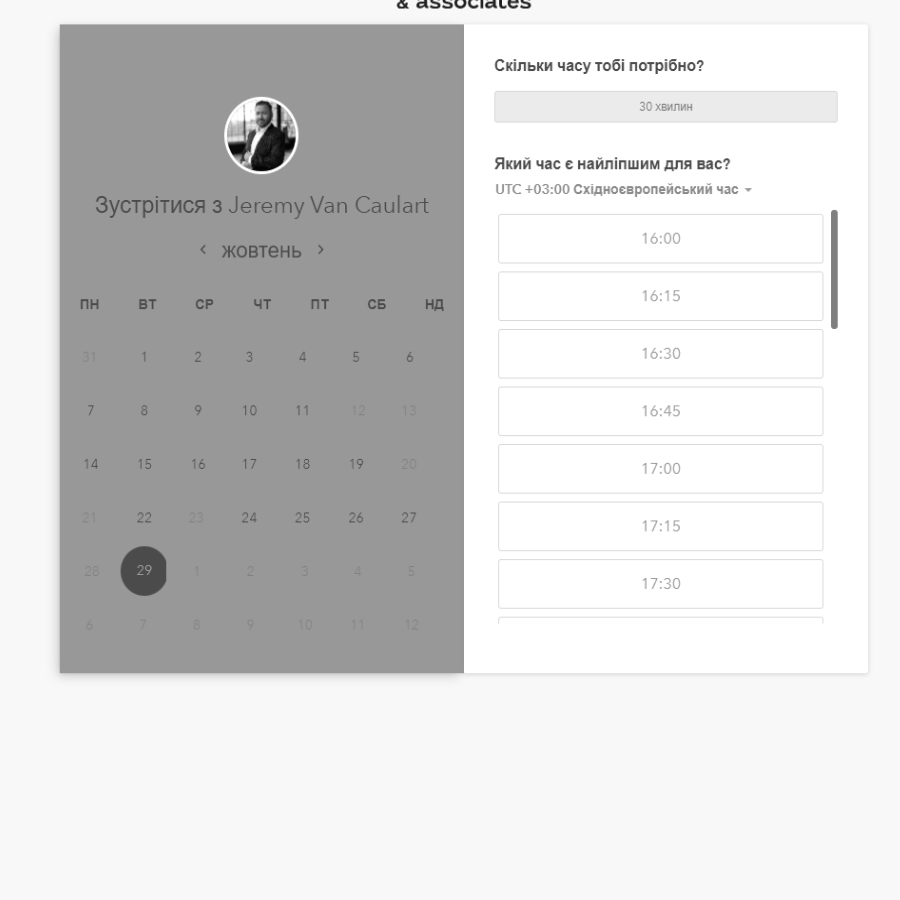 & associates
Зустрітися з Jeremy Van Caulart
‹ жовтень ›
ПН ВТ СР ЧТ ПТ СБ НД
31 1 2 3 4 5 6
7 8 9 10 11 12 13
14 15 16 17 18 19 20
21 22 23 24 25 26 27
28 29 1 2 3 4 5
6 7 8 9 10 11 12
Скільки часу тобі потрібно?
30 хвилин
Який час є найліпшим для вас?
UTC +03:00 Східноєвропейський час
16:00
16:15
16:30
16:45
17:00
17:15
17:30